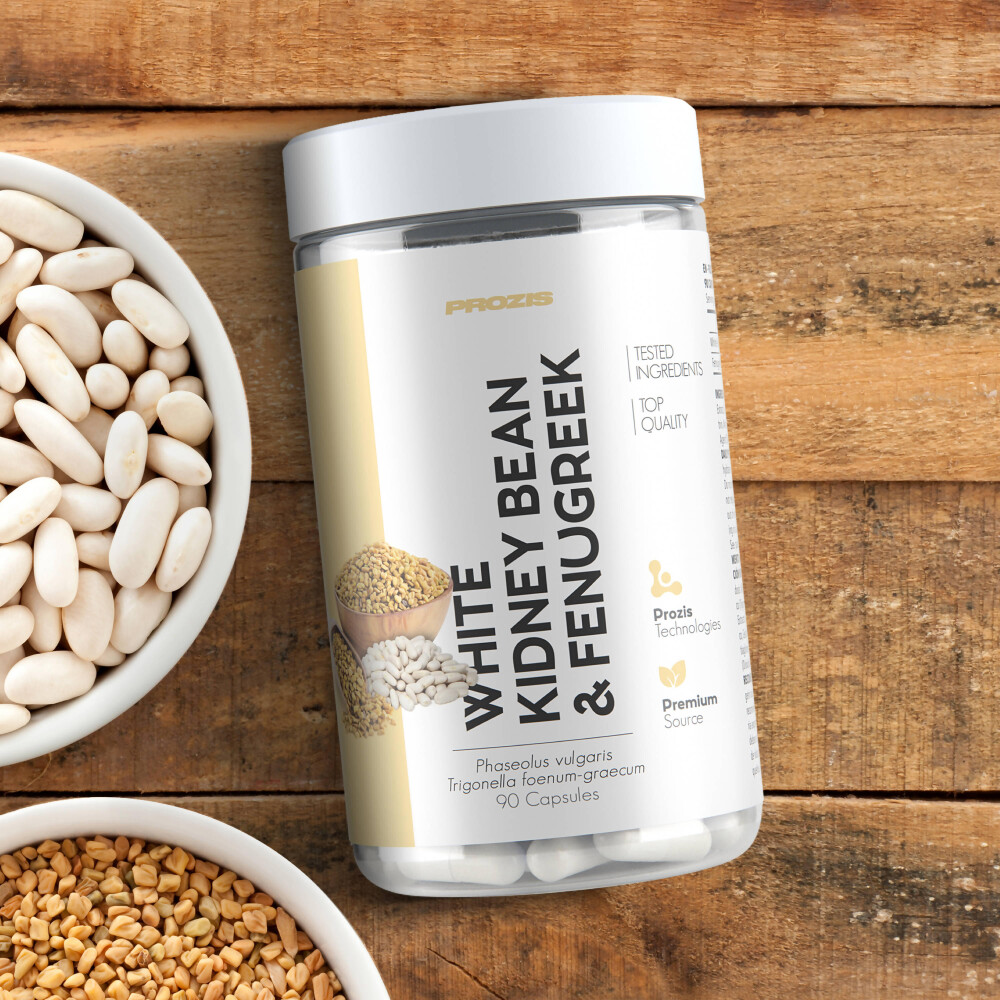 PROZIS
WHITE
KIDNEY BEAN
& FENUGREEK
Phaseolus vulgaris
Trigonella foenum-graecum
90 Capsules
TESTED
INGREDIENTS
TOP
QUALITY
Prozis
Technologies
Premium
Source